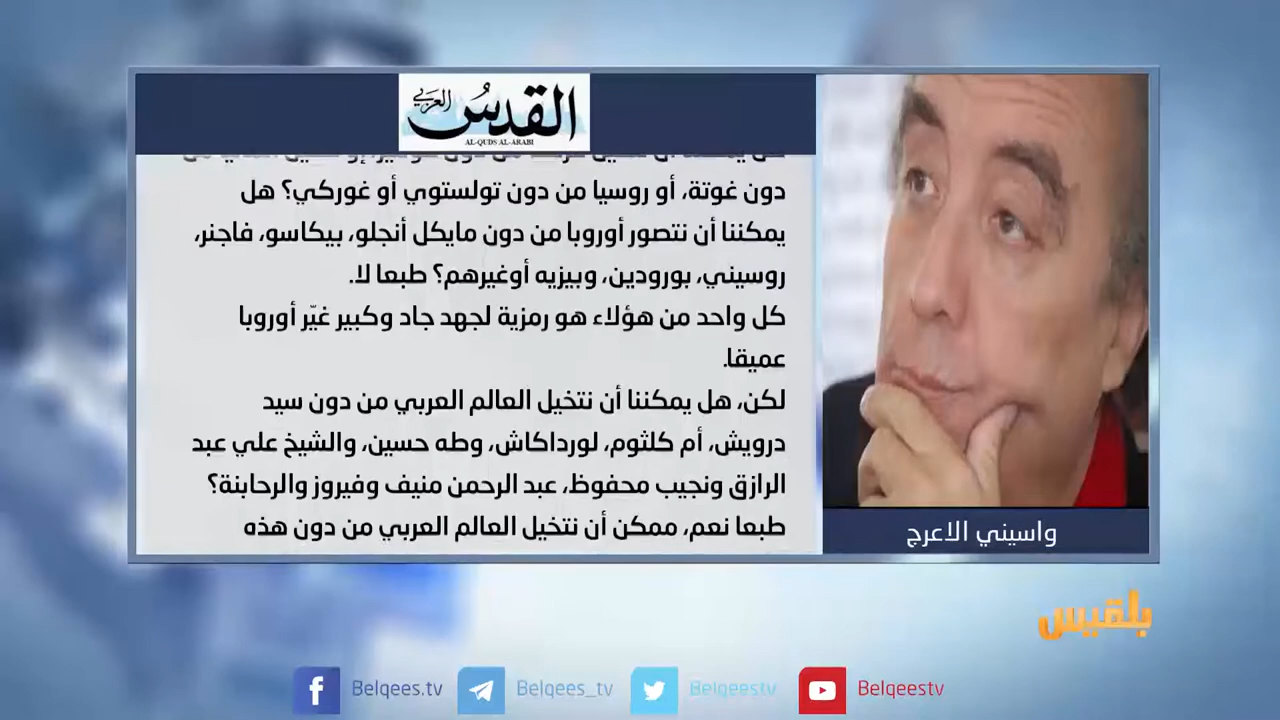 القدس العربي
AL-QUDS AL-ARABI
دون غوتة، أو روسيا من دون تولستوي أو غوركي؟ هل
يمكننا أن نتصور أوروبا من دون مايكل أنجلو، بيكاسو، فاجنر،
روسيني، بورودين، وبيزيه أوغيرهم؟ طبعا لا.
كل واحد من هؤلاء هو رمزية لجهد جاد وكبير غيّر أوروبا
عميقا.
لكن، هل يمكننا أن نتخيل العالم العربي من دون سيد
درويش، أم كلثوم، لورداكاش، وطه حسين، والشيخ علي عبد
الرازق ونجيب محفوظ، عبد الرحمن منيف وفيروز والرحابنة؟
طبعا نعم، ممكن أن نتخيل العالم العربي من دون هذه
واسيني الاعرج
بلقيس
Belqees.tv
Belqees_tv
Belqeestv
Belqeestv